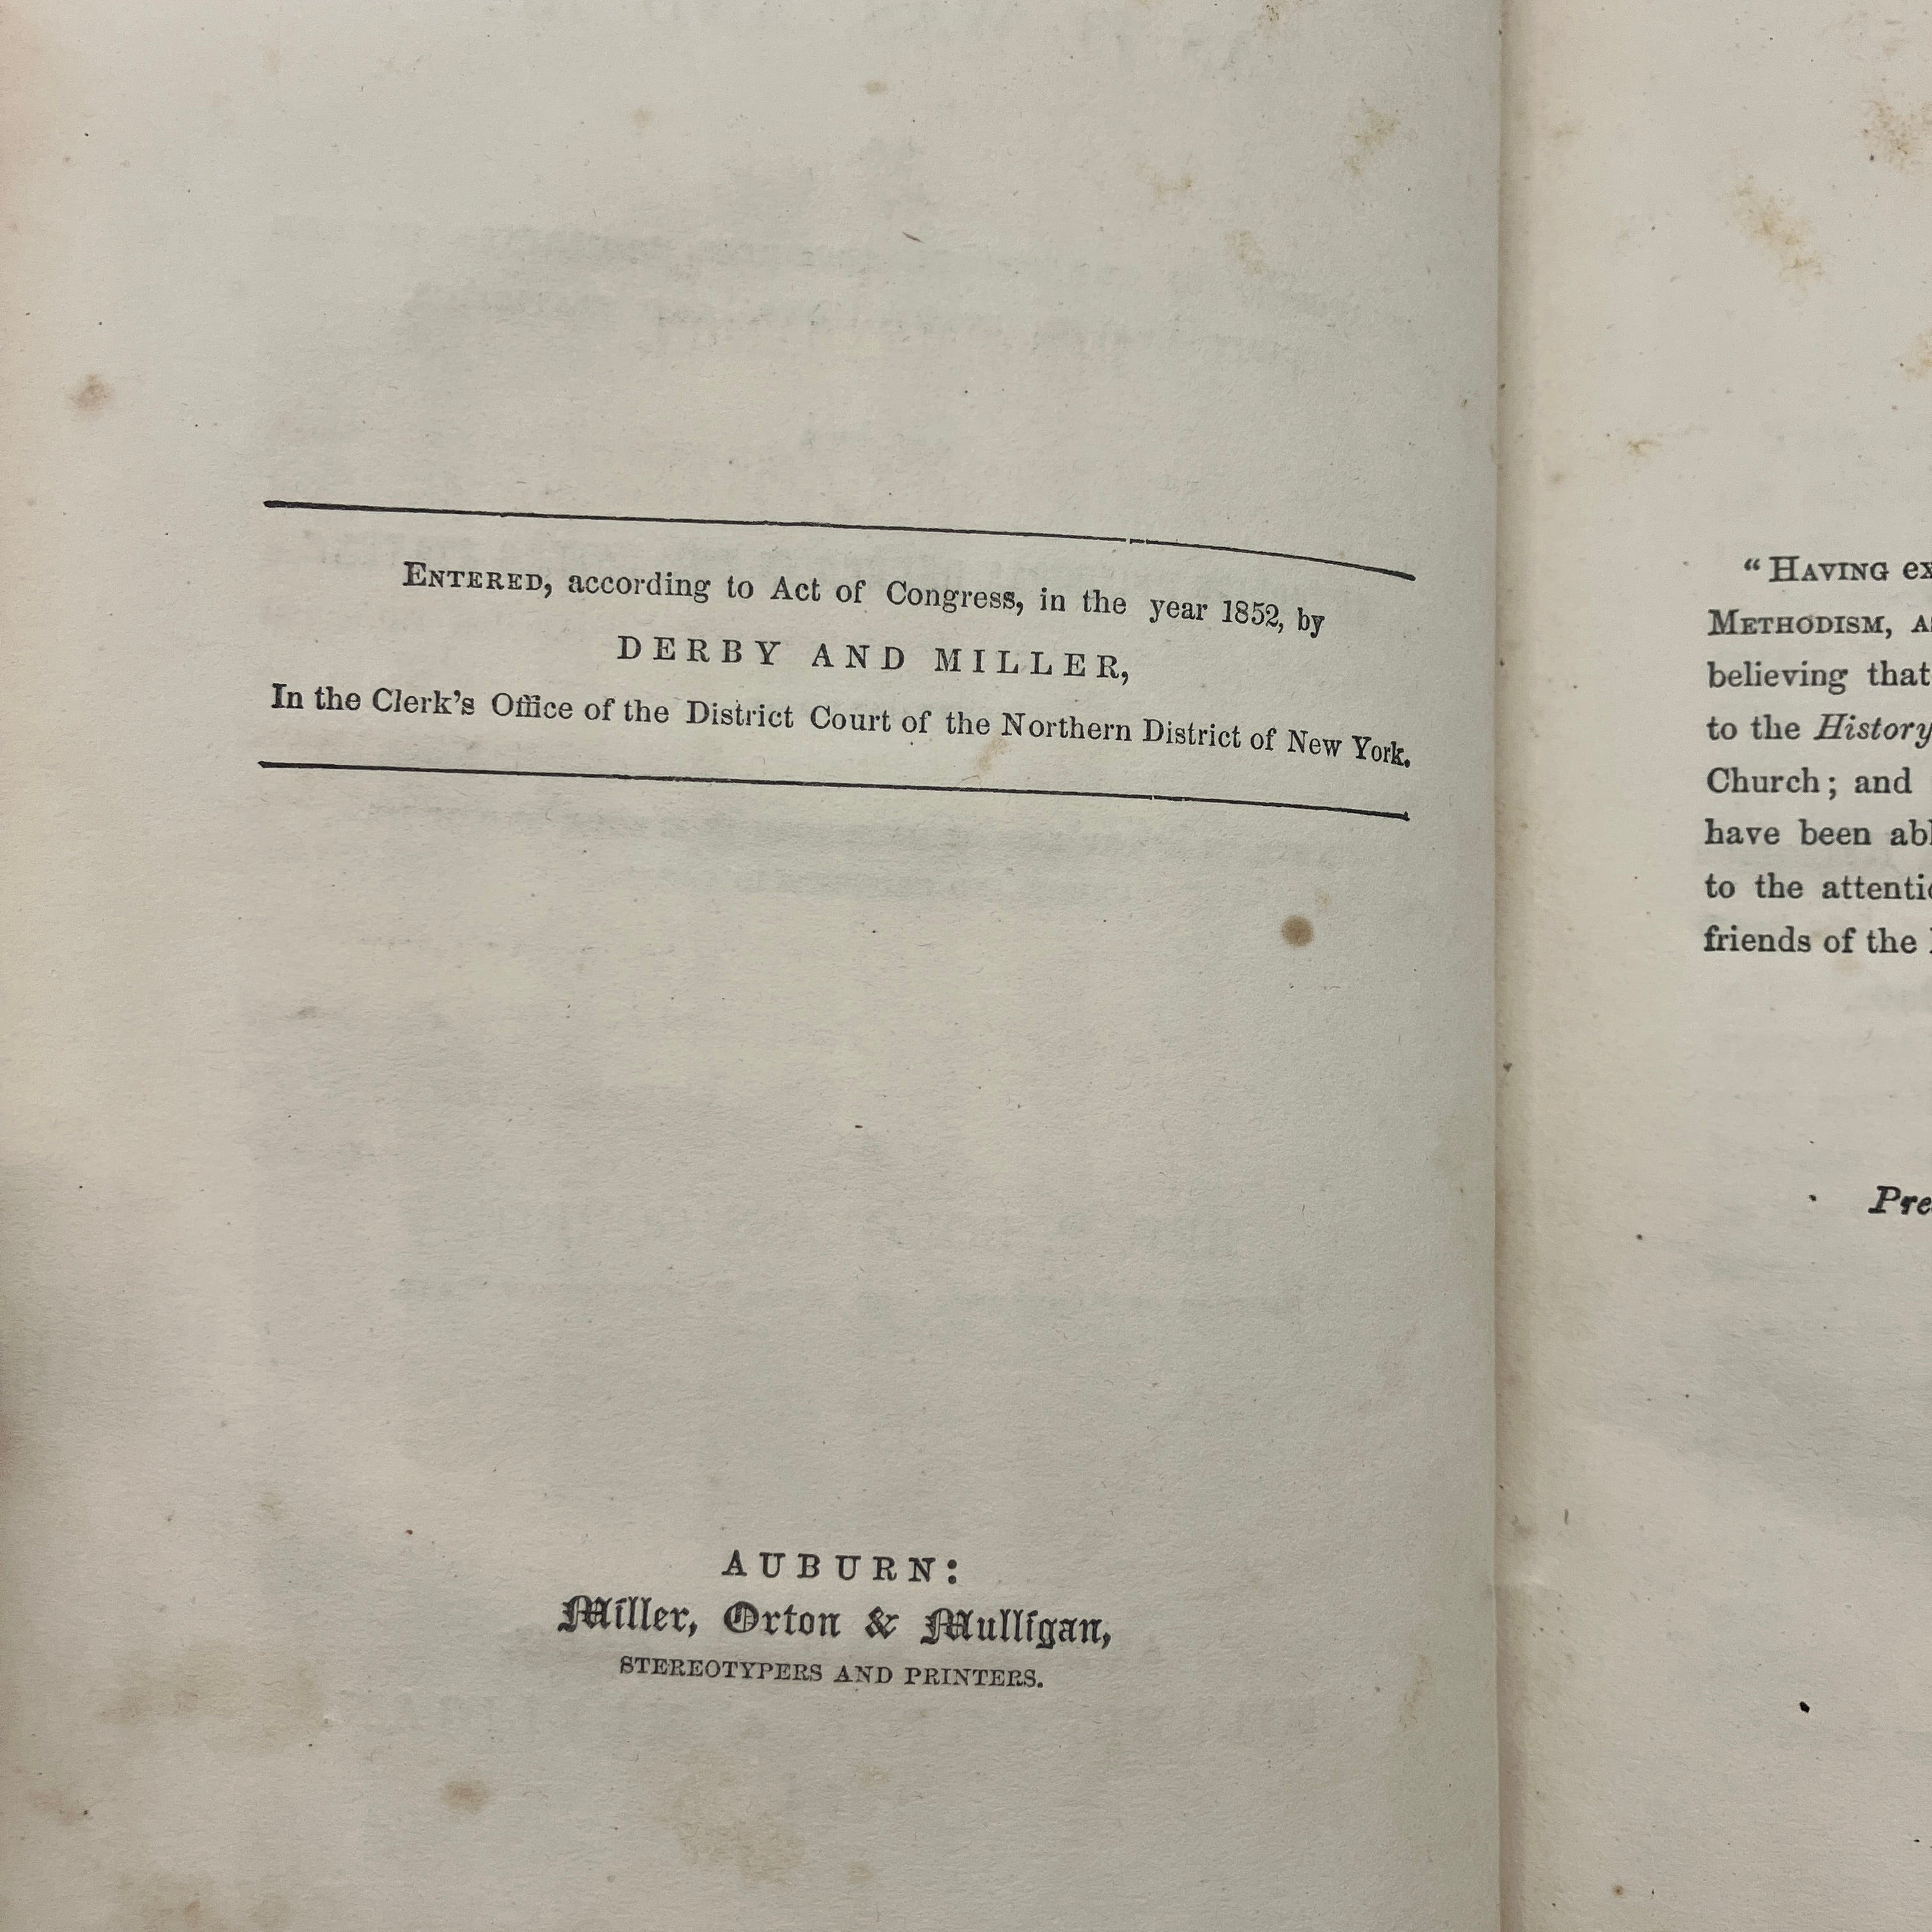 ENTERED, according to Act of Congress, in the year 1852, by
DERBY AND MILLER,
In the Clerk's Office of the District Court of the Northern District of New York.
AUBURN:
Miller, Orton & Mulligan,
STEREOTYPERS AND PRINTERS.
“HAVING
METHODISM,
believing that
to the History
Church; and
have been
to the
friends of the